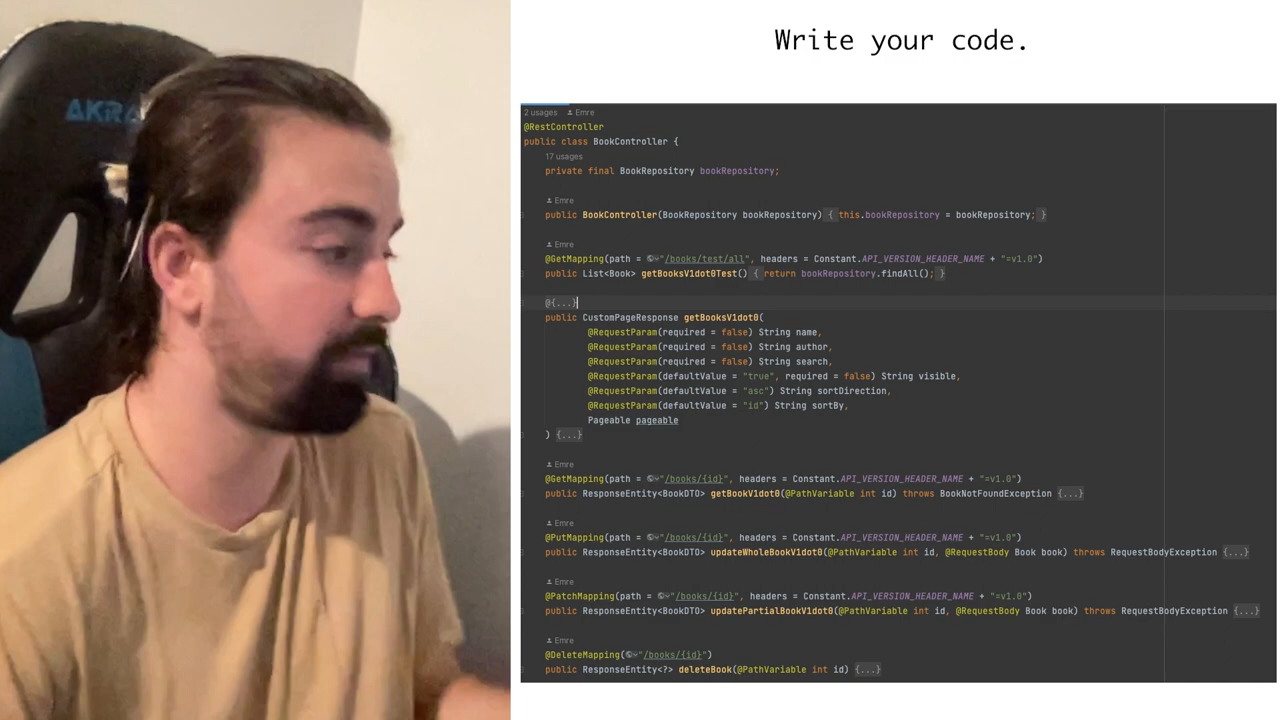 AKRA
Write your code.
2 usages Emre
@RestController
public class BookController {
17 usages
private final BookRepository bookRepository;
Emre
public BookController(BookRepository bookRepository) { this.bookRepository = bookRepository; }
Emre
@GetMapping(path = "/books/test/all", headers = Constant.API_VERSION_HEADER_NAME + "=v1.0")
public List<Book> getBooksV1dot0Test() { return bookRepository.findAll(); }
@{...}
public CustomPageResponse getBooksV1dot0(
@RequestParam(required = false) String name,
@RequestParam(required = false) String author,
@RequestParam(required = false) String search,
@RequestParam(defaultValue = "true", required = false) String visible,
@RequestParam(defaultValue = "asc") String sortDirection,
@RequestParam(defaultValue = "id") String sortBy,
Pageable pageable
) {...}
Emre
@GetMapping(path = "/books/{id}", headers = Constant.API_VERSION_HEADER_NAME + "=v1.0")
public ResponseEntity<BookDTO> getBookV1dot0(@PathVariable int id) throws BookNotFoundException {...}
Emre
@PutMapping(path = "/books/{id}", headers = Constant.API_VERSION_HEADER_NAME + "=v1.0")
public ResponseEntity<BookDTO> updateWholeBookV1dot0(@PathVariable int id, @RequestBody Book book) throws RequestBodyException {...}
Emre
@PatchMapping(path = "/books/{id}", headers = Constant.API_VERSION_HEADER_NAME + "=v1.0")
public ResponseEntity<BookDTO> updatePartialBookV1dot0(@PathVariable int id, @RequestBody Book book) throws RequestBodyException {...}
Emre
@DeleteMapping("/books/{id}")
public ResponseEntity<?> deleteBook(@PathVariable int id) {...}